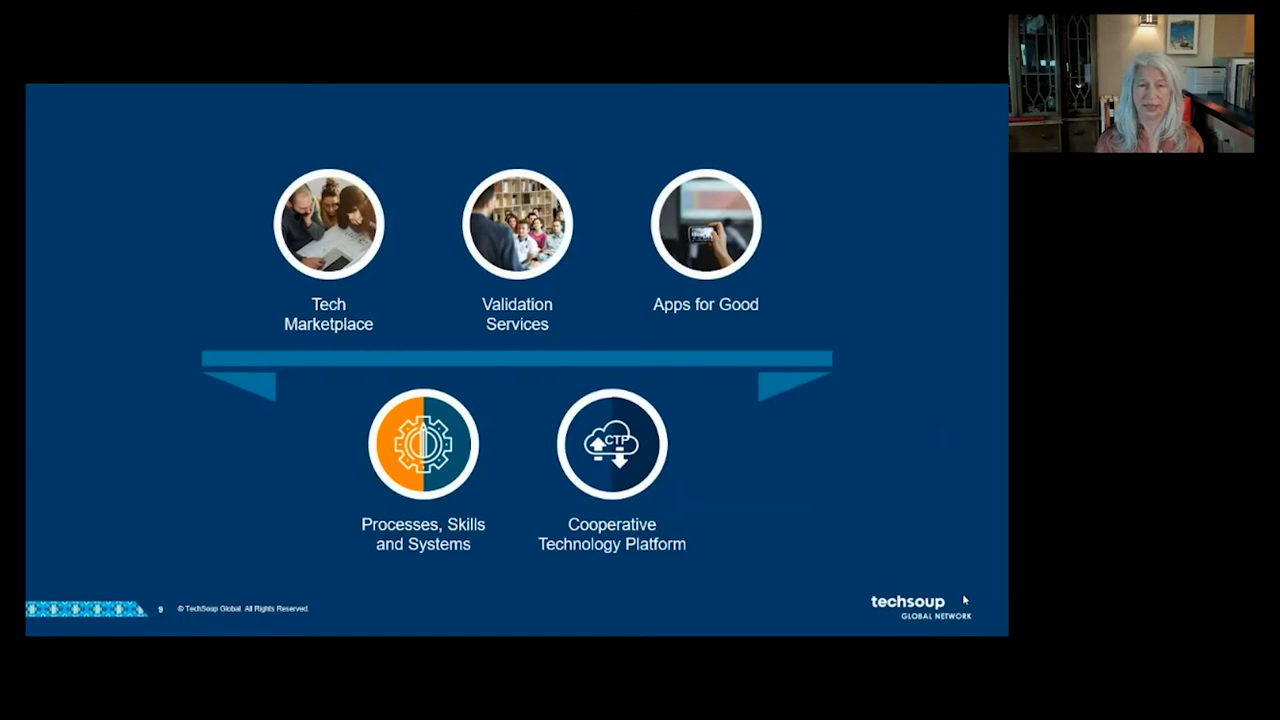 Tech
Marketplace
Validation
Services
Apps for Good
CTP
Processes, Skills
and Systems
Cooperative
Technology Platform
9
© TechSoup Global. All Rights Reserved.
techsoup
GLOBAL NETWORK